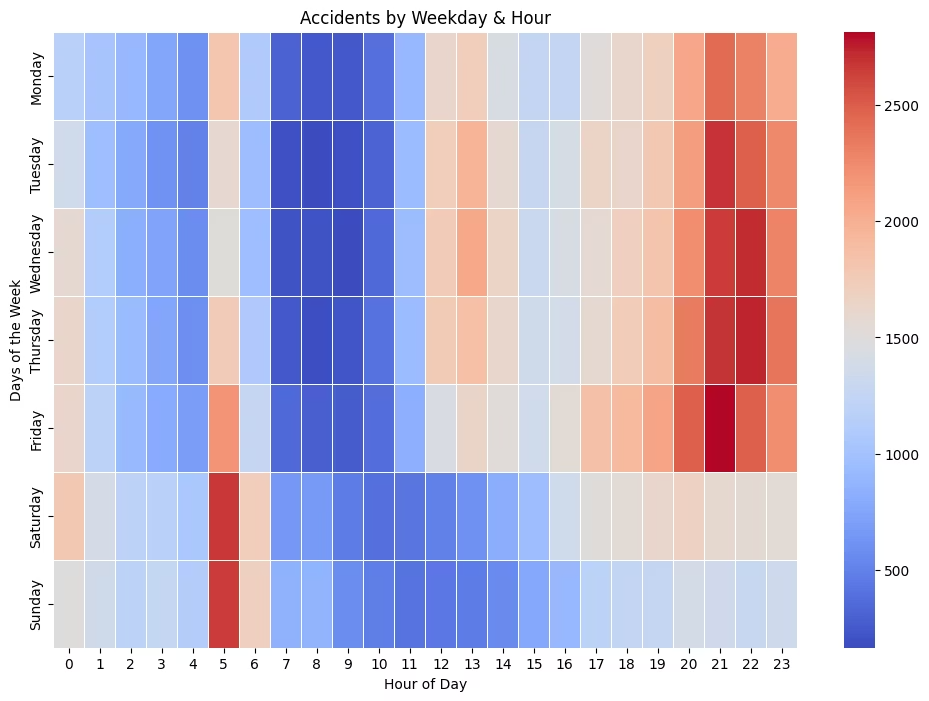 Accidents by Weekday & Hour
Days of the Week
Monday
Tuesday
Wednesday
Thursday
Friday
Saturday
Sunday
0 1 2 3 4 5 6 7 8 9 10 11 12 13 14 15 16 17 18 19 20 21 22 23
Hour of Day
2500
2000
1500
1000
500